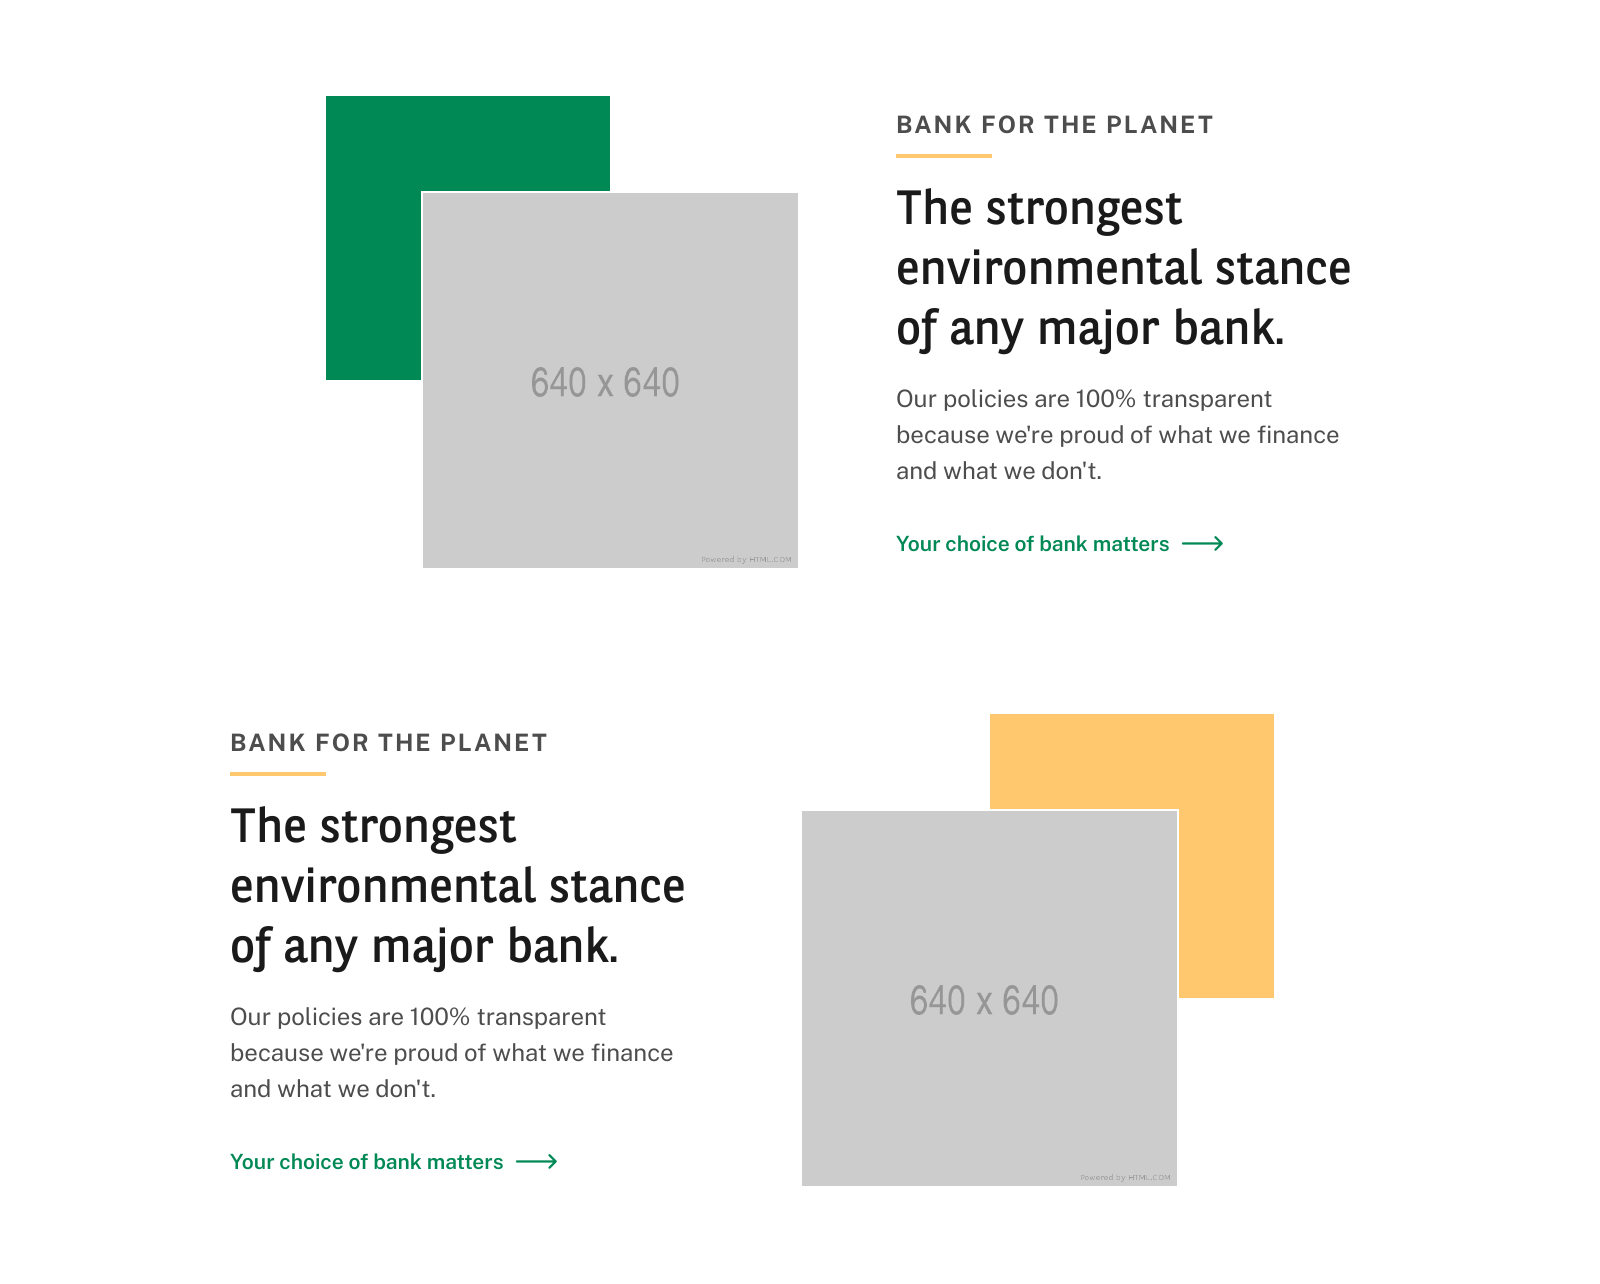 BANK FOR THE PLANET
The strongest
environmental stance
of any major bank.
Our policies are 100% transparent
because we're proud of what we finance
and what we don't.
Your choice of bank matters
640 x 640
Powered by HTML.COM
BANK FOR THE PLANET
The strongest
environmental stance
of any major bank.
Our policies are 100% transparent
because we're proud of what we finance
and what we don't.
Your choice of bank matters
640 x 640
Powered by HTML.COM